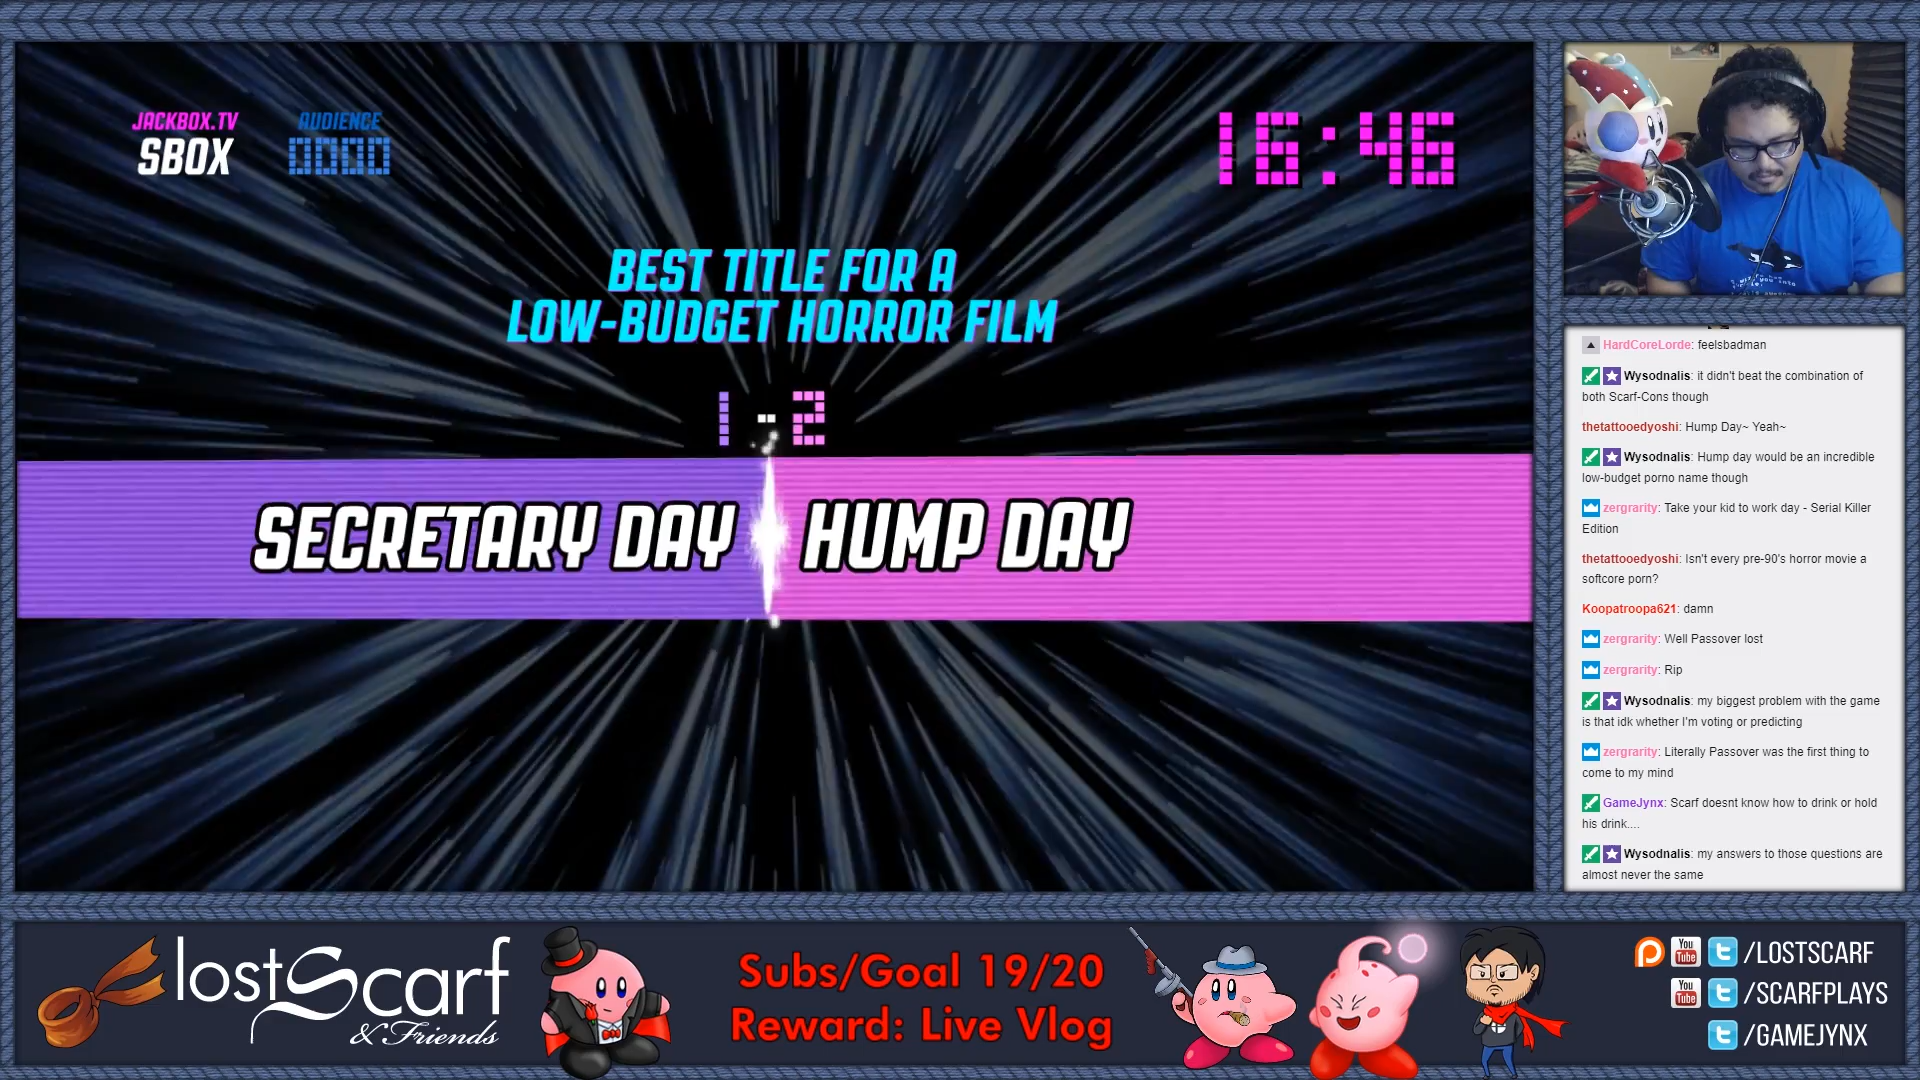 JACKBOX.TV
SBOX
AUDIENCE
0000
16:46
BEST TITLE FOR A
LOW-BUDGET HORROR FILM
1 - 2
SECRETARY DAY
HUMP DAY
HardCoreLorde: feelsbadman
Wysodnalis: it didn't beat the combination of
both Scarf-Cons though
thetattooedyoshi: Hump Day~ Yeah~
Wysodnalis: Hump day would be an incredible
low-budget porno name though
zergrarity: Take your kid to work day - Serial Killer
Edition
thetattooedyoshi: Isn't every pre-90's horror movie a
softcore porn?
Koopatroopa621: damn
zergrarity: Well Passover lost
zergrarity: Rip
Wysodnalis: my biggest problem with the game
is that idk whether I'm voting or predicting
zergrarity: Literally Passover was the first thing to
come to my mind
GameJynx: Scarf doesnt know how to drink or hold
his drink....
Wysodnalis: my answers to those questions are
almost never the same
lostScarf
& Friends
Subs/Goal 19/20
Reward: Live Vlog
You Tube /LOSTSCARF
You Tube /SCARFPLAYS
/GAMEJYNX